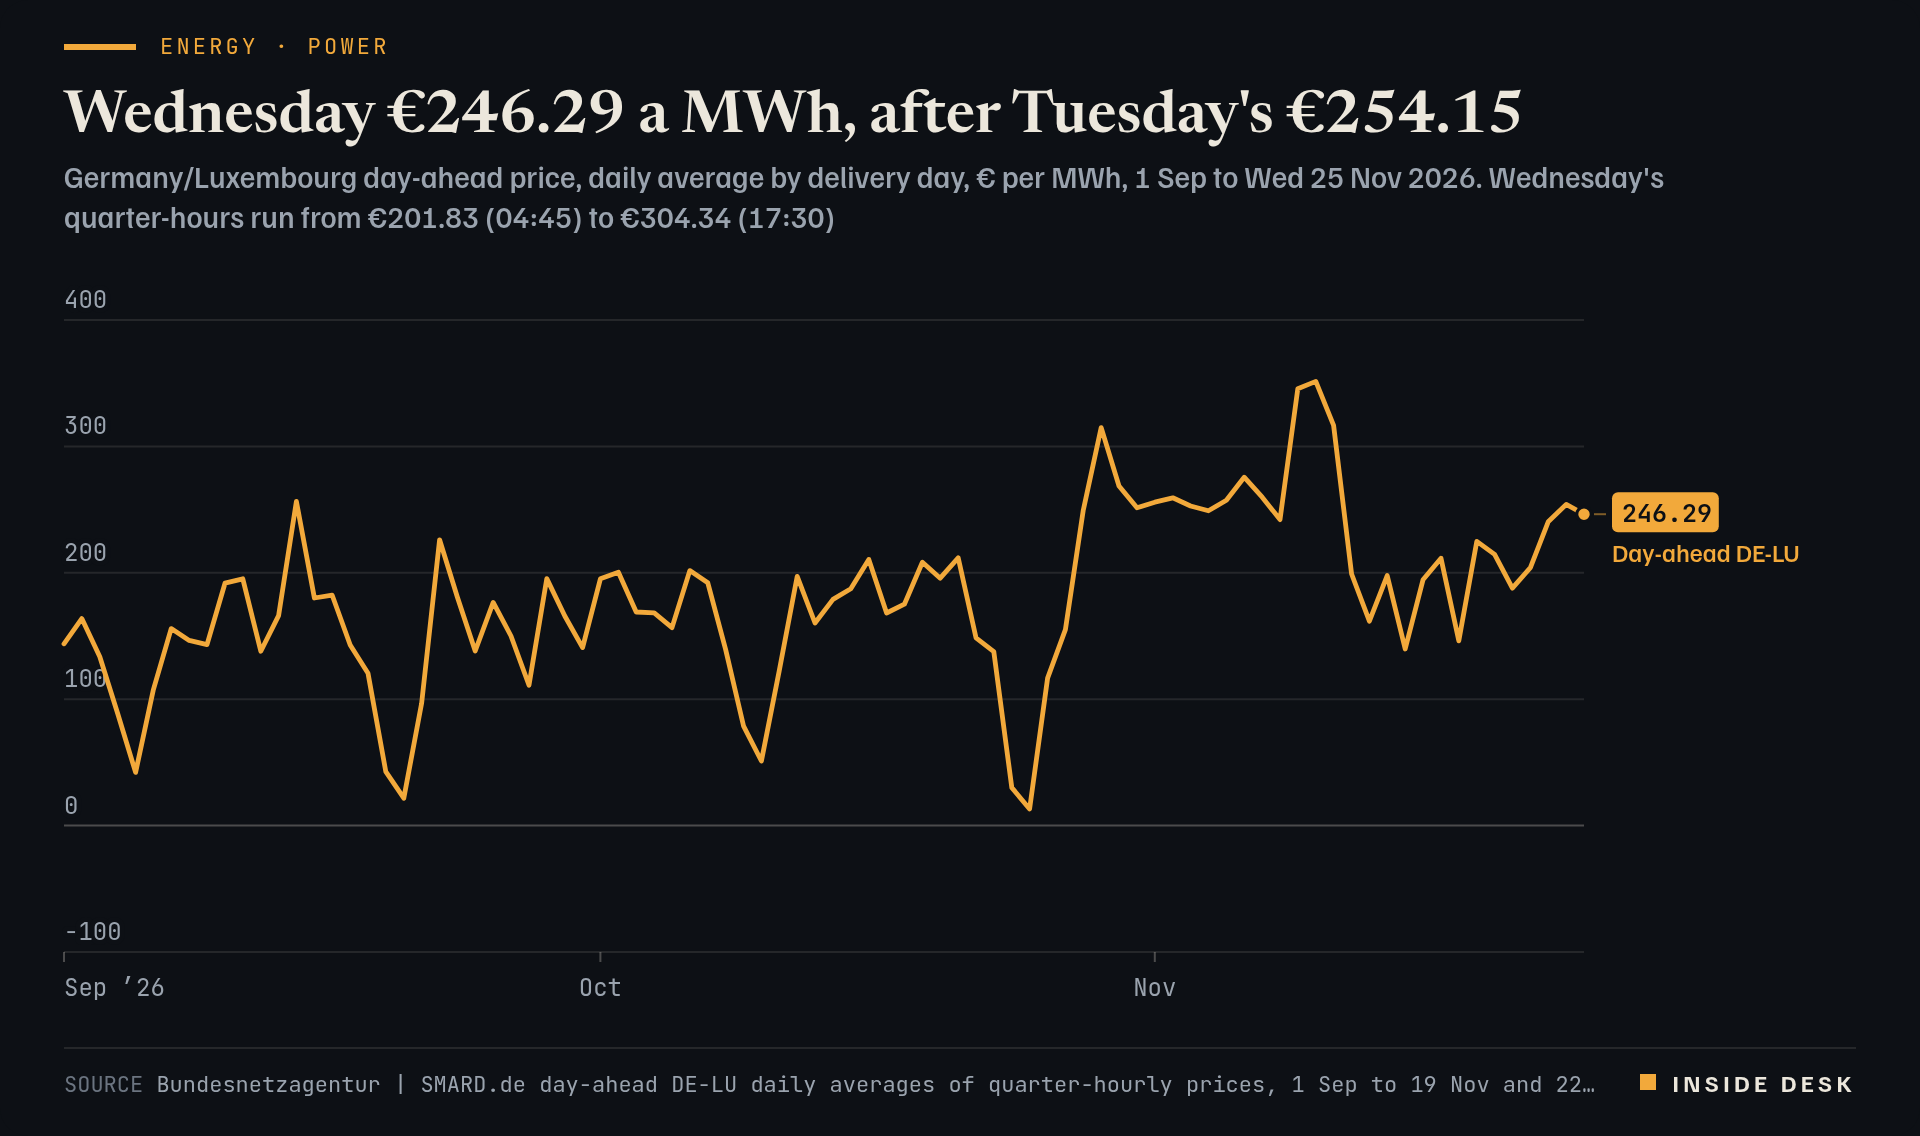 ENERGY · POWER
Wednesday €246.29 a MWh, after Tuesday's €254.15
Germany/Luxembourg day-ahead price, daily average by delivery day, € per MWh, 1 Sep to Wed 25 Nov 2026. Wednesday's
quarter-hours run from €201.83 (04:45) to €304.34 (17:30)
400
300
246.29
Day-ahead DE-LU
200
100
0
-100
Sep ’26 Oct Nov
SOURCE Bundesnetzagentur | SMARD.de day-ahead DE-LU daily averages of quarter-hourly prices, 1 Sep to 19 Nov and 22…
INSIDE DESK